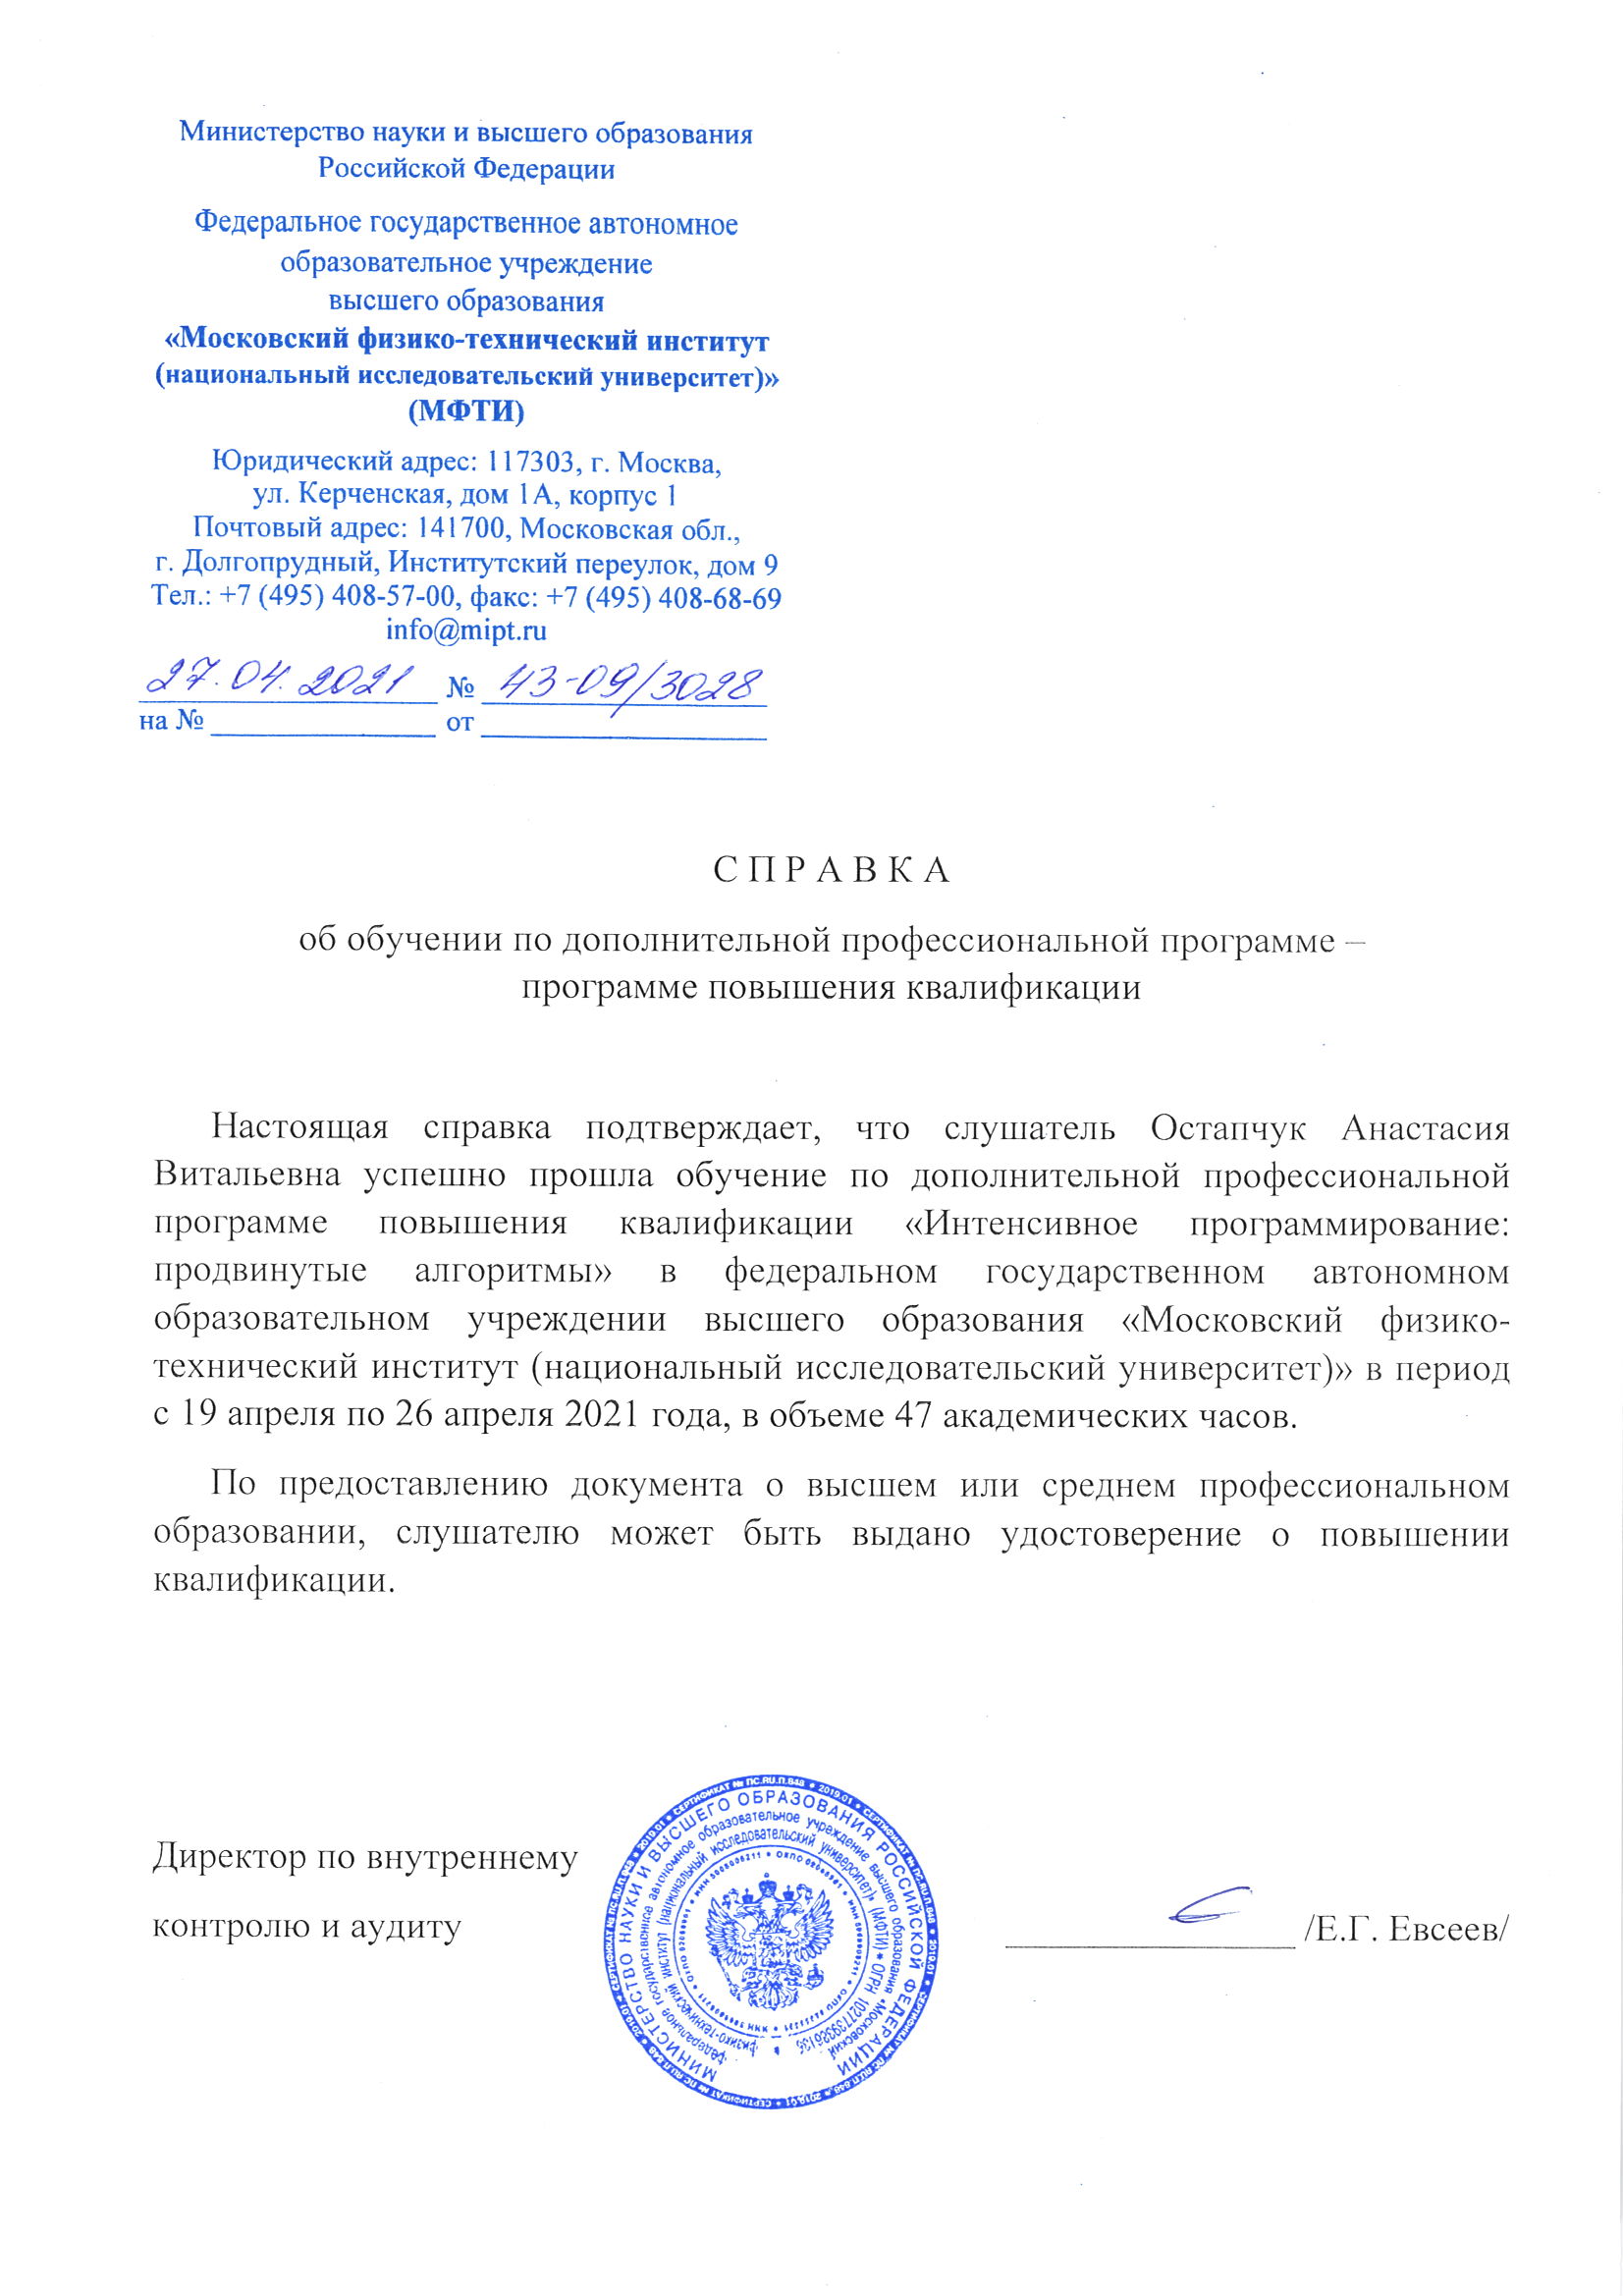 Министерство науки и высшего образования
Российской Федерации
Федеральное государственное автономное
образовательное учреждение
высшего образования
«Московский физико-технический институт
(национальный исследовательский университет)»
(МФТИ)
Юридический адрес: 117303, г. Москва,
ул. Керченская, дом 1А, корпус 1
Почтовый адрес: 141700, Московская обл.,
г. Долгопрудный, Институтский переулок, дом 9
Тел.: +7 (495) 408-57-00, факс: +7 (495) 408-68-69
info@mipt.ru
27.04.2021 № 43-09/3028
на № от
С П Р А В К А
об обучении по дополнительной профессиональной программе –
программе повышения квалификации
Настоящая справка подтверждает, что слушатель Остапчук Анастасия
Витальевна успешно прошла обучение по дополнительной профессиональной
программе повышения квалификации «Интенсивное программирование:
продвинутые алгоритмы» в федеральном государственном автономном
образовательном учреждении высшего образования «Московский физико-
технический институт (национальный исследовательский университет)» в период
с 19 апреля по 26 апреля 2021 года, в объеме 47 академических часов.
По предоставлению документа о высшем или среднем профессиональном
образовании, слушателю может быть выдано удостоверение о повышении
квалификации.
Директор по внутреннему
контролю и аудиту
/Е.Г. Евсеев/
МИНИСТЕРСТВО НАУКИ И ВЫСШЕГО ОБРАЗОВАНИЯ РОССИЙСКОЙ ФЕДЕРАЦИИ
федеральное государственное автономное образовательное учреждение высшего образования «Московский
физико-технический институт (национальный исследовательский университет)» (МФТИ) * ОГРН 1027739386135